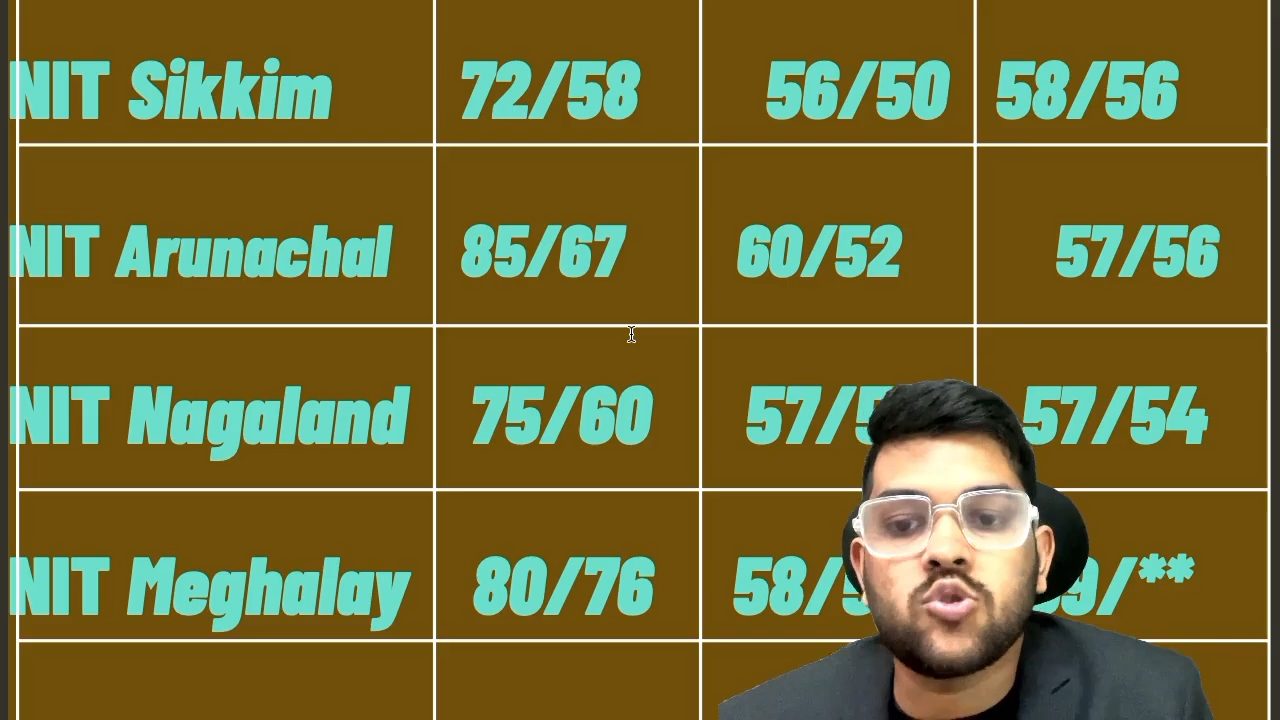 NIT Sikkim 72/58 56/50 58/56
NIT Arunachal 85/67 60/52 57/56
NIT Nagaland 75/60 57/54
NIT Meghalay 80/76